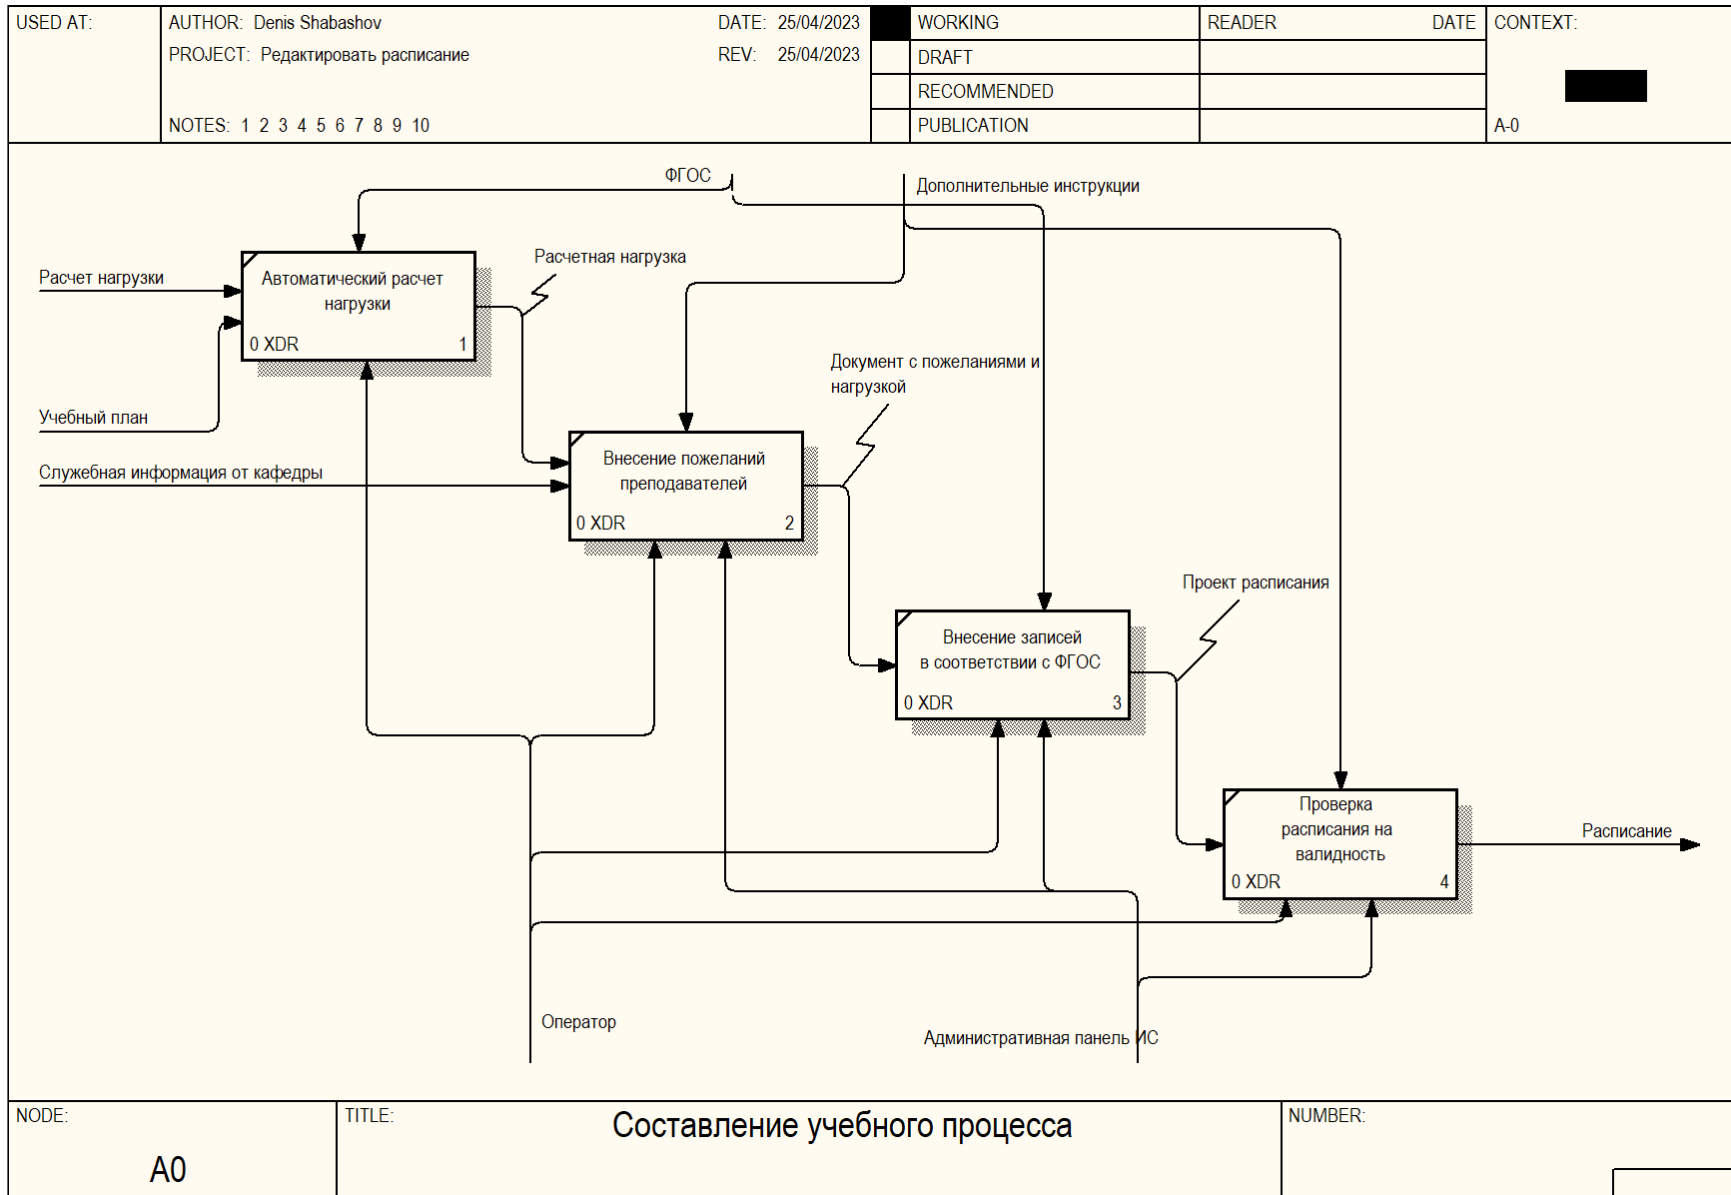 USED AT:
AUTHOR: Denis Shabashov
DATE: 25/04/2023
PROJECT: Редактировать расписание
REV: 25/04/2023
NOTES: 1 2 3 4 5 6 7 8 9 10
WORKING
DRAFT
RECOMMENDED
PUBLICATION
READER
DATE
CONTEXT:
A-0
ФГОС
Дополнительные инструкции
Расчет нагрузки
Автоматический расчет
нагрузки
0 XDR
1
Расчетная нагрузка
Учебный план
Служебная информация от кафедры
Документ с пожеланиями и
нагрузкой
Внесение пожеланий
преподавателей
0 XDR
2
Проект расписания
Внесение записей
в соответствии с ФГОС
0 XDR
3
Проверка
расписания на
валидность
0 XDR
4
Расписание
Оператор
Административная панель ИС
NODE:
A0
TITLE:
Составление учебного процесса
NUMBER: